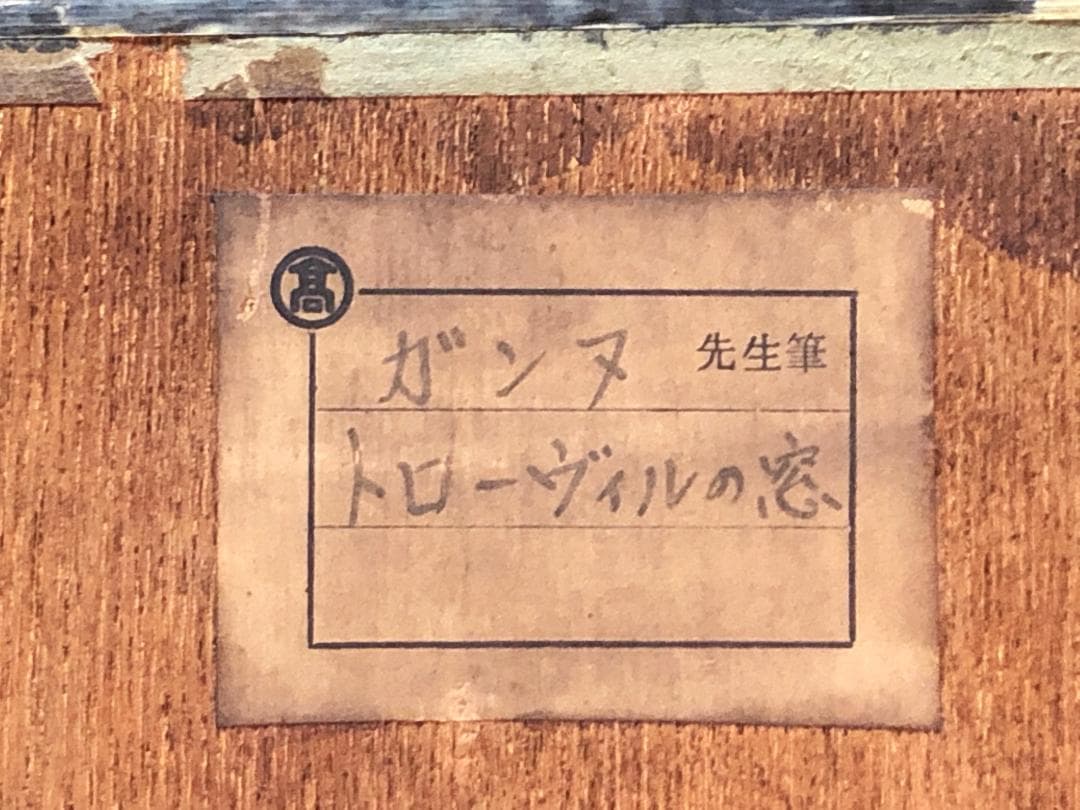 髙
ガンヌ 先生筆
トローヴィルの窓